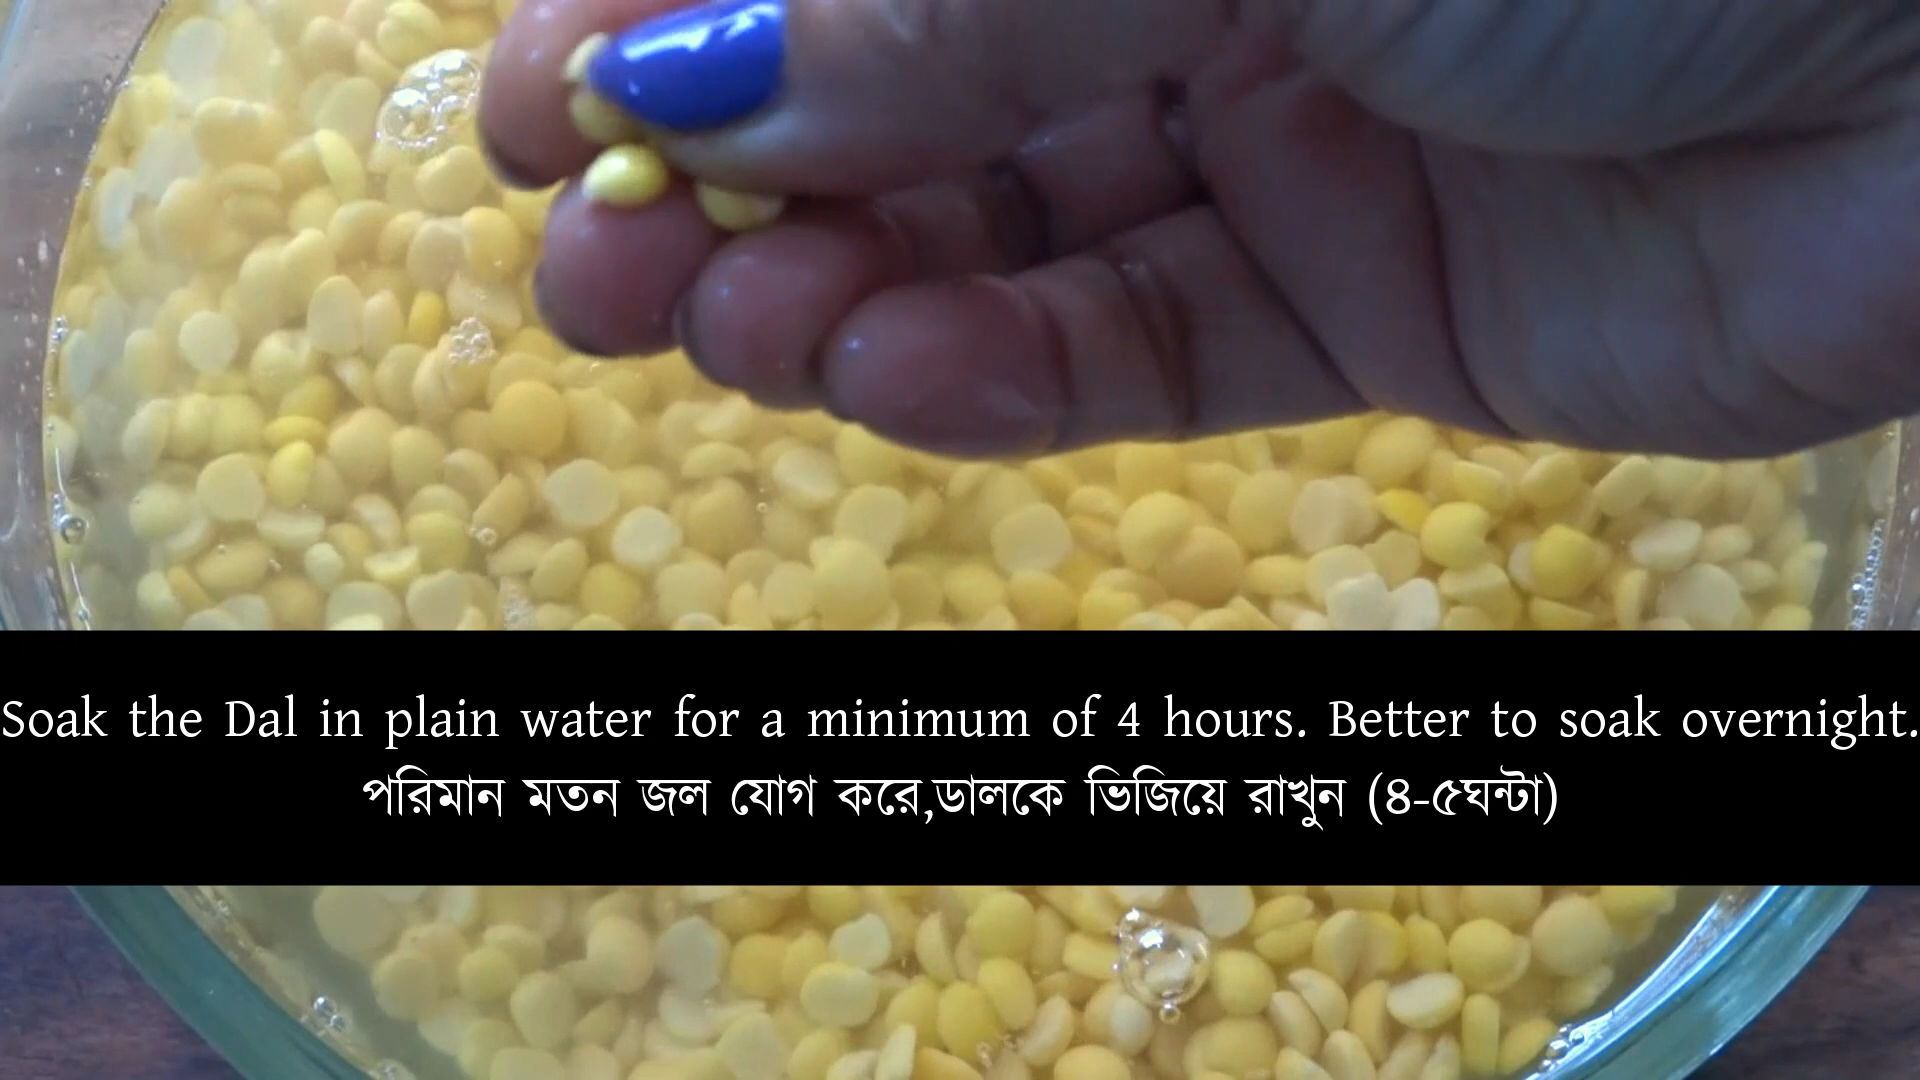 Soak the Dal in plain water for a minimum of 4 hours. Better to soak overnight.
পরিমান মতন জল যোগ করে,ডালকে ভিজিয়ে রাখুন (৪-৫ঘন্টা)